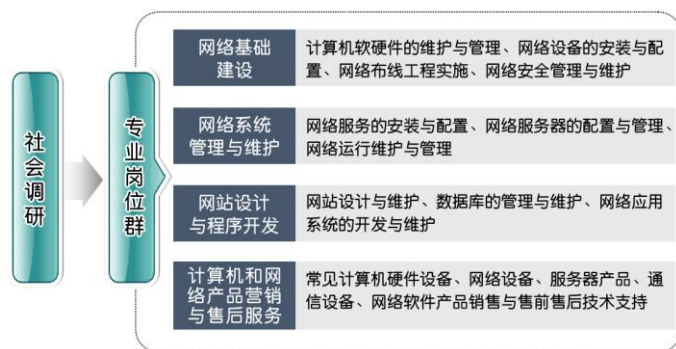 社会调研
专业岗位群
网络基础
建设
计算机软硬件的维护与管理、网络设备的安装与配
置、网络布线工程实施、网络安全管理与维护
网络系统
管理与维护
网络服务的安装与配置、网络服务器的配置与管理、
网络运行维护与管理
网站设计
与程序开发
网站设计与维护、数据库的管理与维护、网络应用
系统的开发与维护
计算机和网
络产品营销
与售后服务
常见计算机硬件设备、网络设备、服务器产品、通
信设备、网络软件产品销售与售前售后技术支持